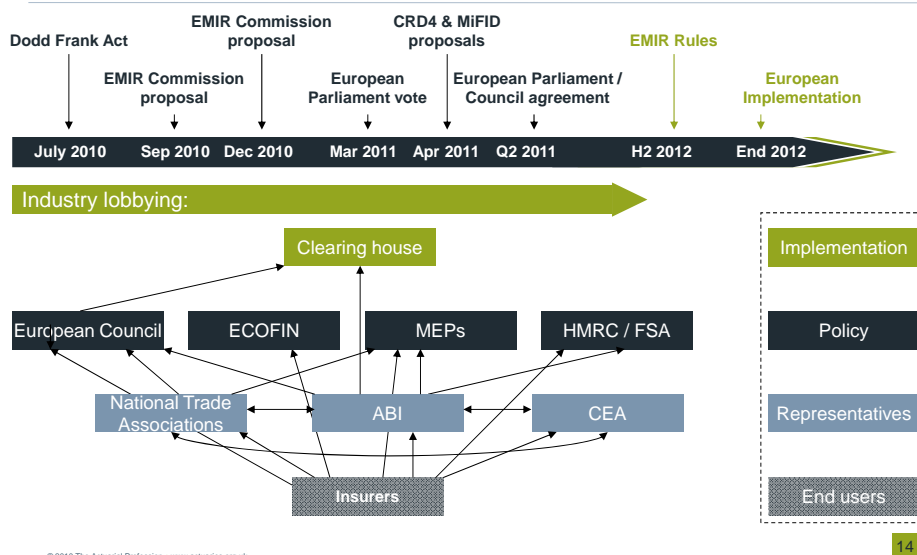 EMIR Commission
proposal
CRD4 & MiFID
proposals
Dodd Frank Act
EMIR Rules
EMIR Commission
proposal
European
Parliament vote
European Parliament /
Council agreement
European
Implementation
July 2010
Sep 2010
Dec 2010
Mar 2011
Apr 2011
Q2 2011
H2 2012
End 2012
Industry lobbying:
Clearing house
Implementation
European Council
ECOFIN
MEPs
HMRC / FSA
Policy
National Trade
Associations
ABI
CEA
Representatives
Insurers
End users
14